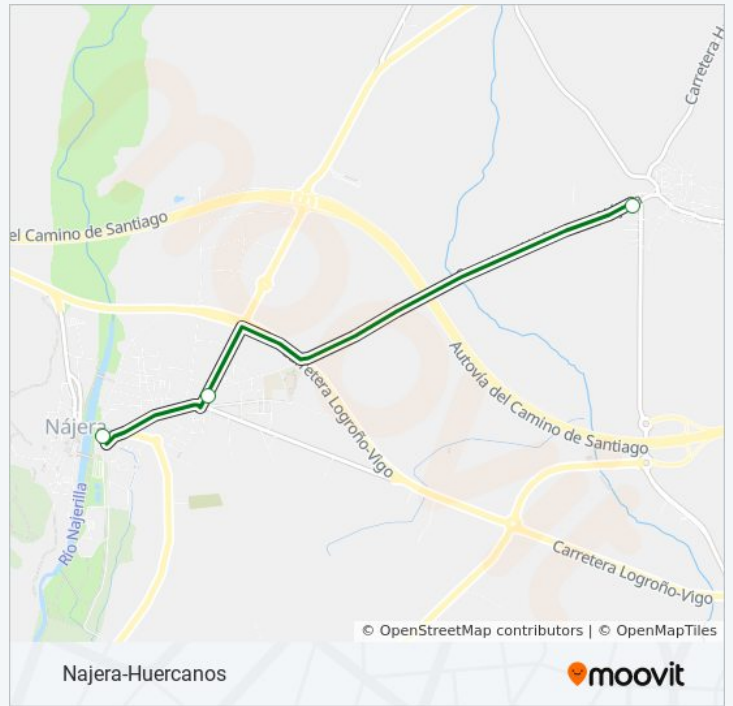 Carretera H
el Camino de Santiago
Autovía del Camino de Santiago
Carretera Logroño-Vigo
Nájera
Río Najerilla
Carretera Logroño-Vigo
© OpenStreetMap contributors | © OpenMapTiles
Najera-Huercanos
moovit